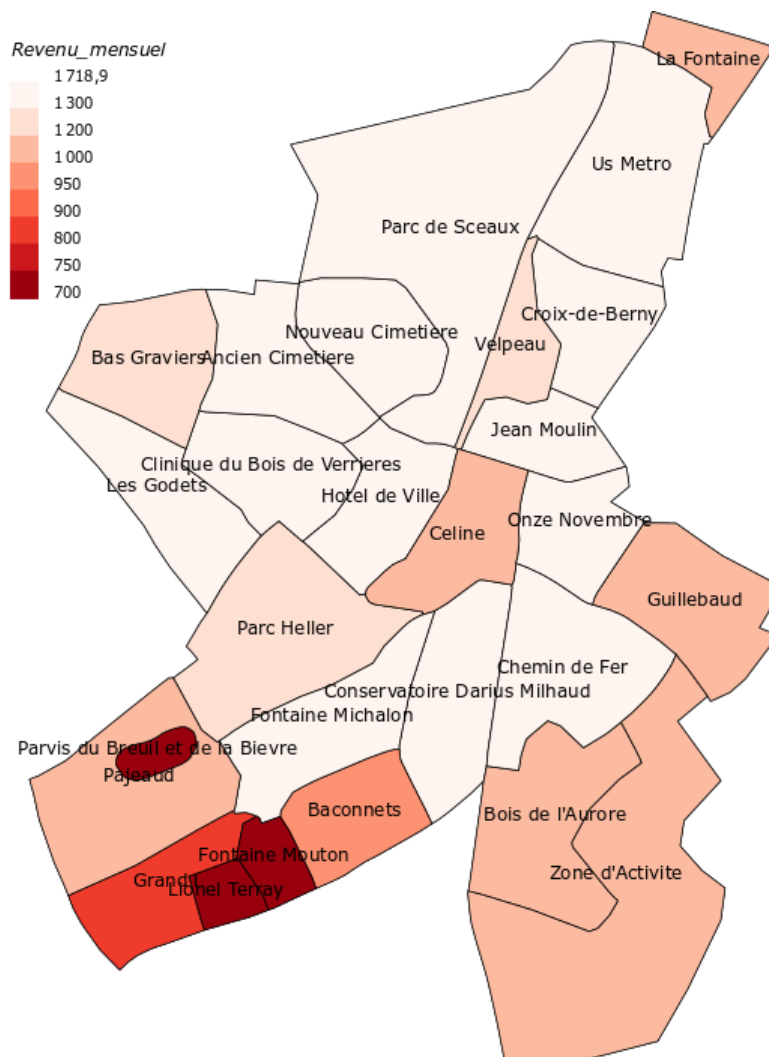 Revenu_mensuel
1 718,9
1 300
1 200
1 000
950
900
800
750
700
La Fontaine
Us Metro
Parc de Sceaux
Croix-de-Berny
Nouveau Cimetiere
Velpeau
Bas Graviers
Ancien Cimetiere
Jean Moulin
Clinique du Bois de Verrieres
Les Godets
Hotel de Ville
Onze Novembre
Celine
Guillebaud
Parc Heller
Chemin de Fer
Conservatoire Darius Milhaud
Fontaine Michalon
Parvis du Breuil et de la Bievre
Pajeaud
Baconnets
Bois de l'Aurore
Fontaine Mouton
Zone d'Activite
Lionel Terray